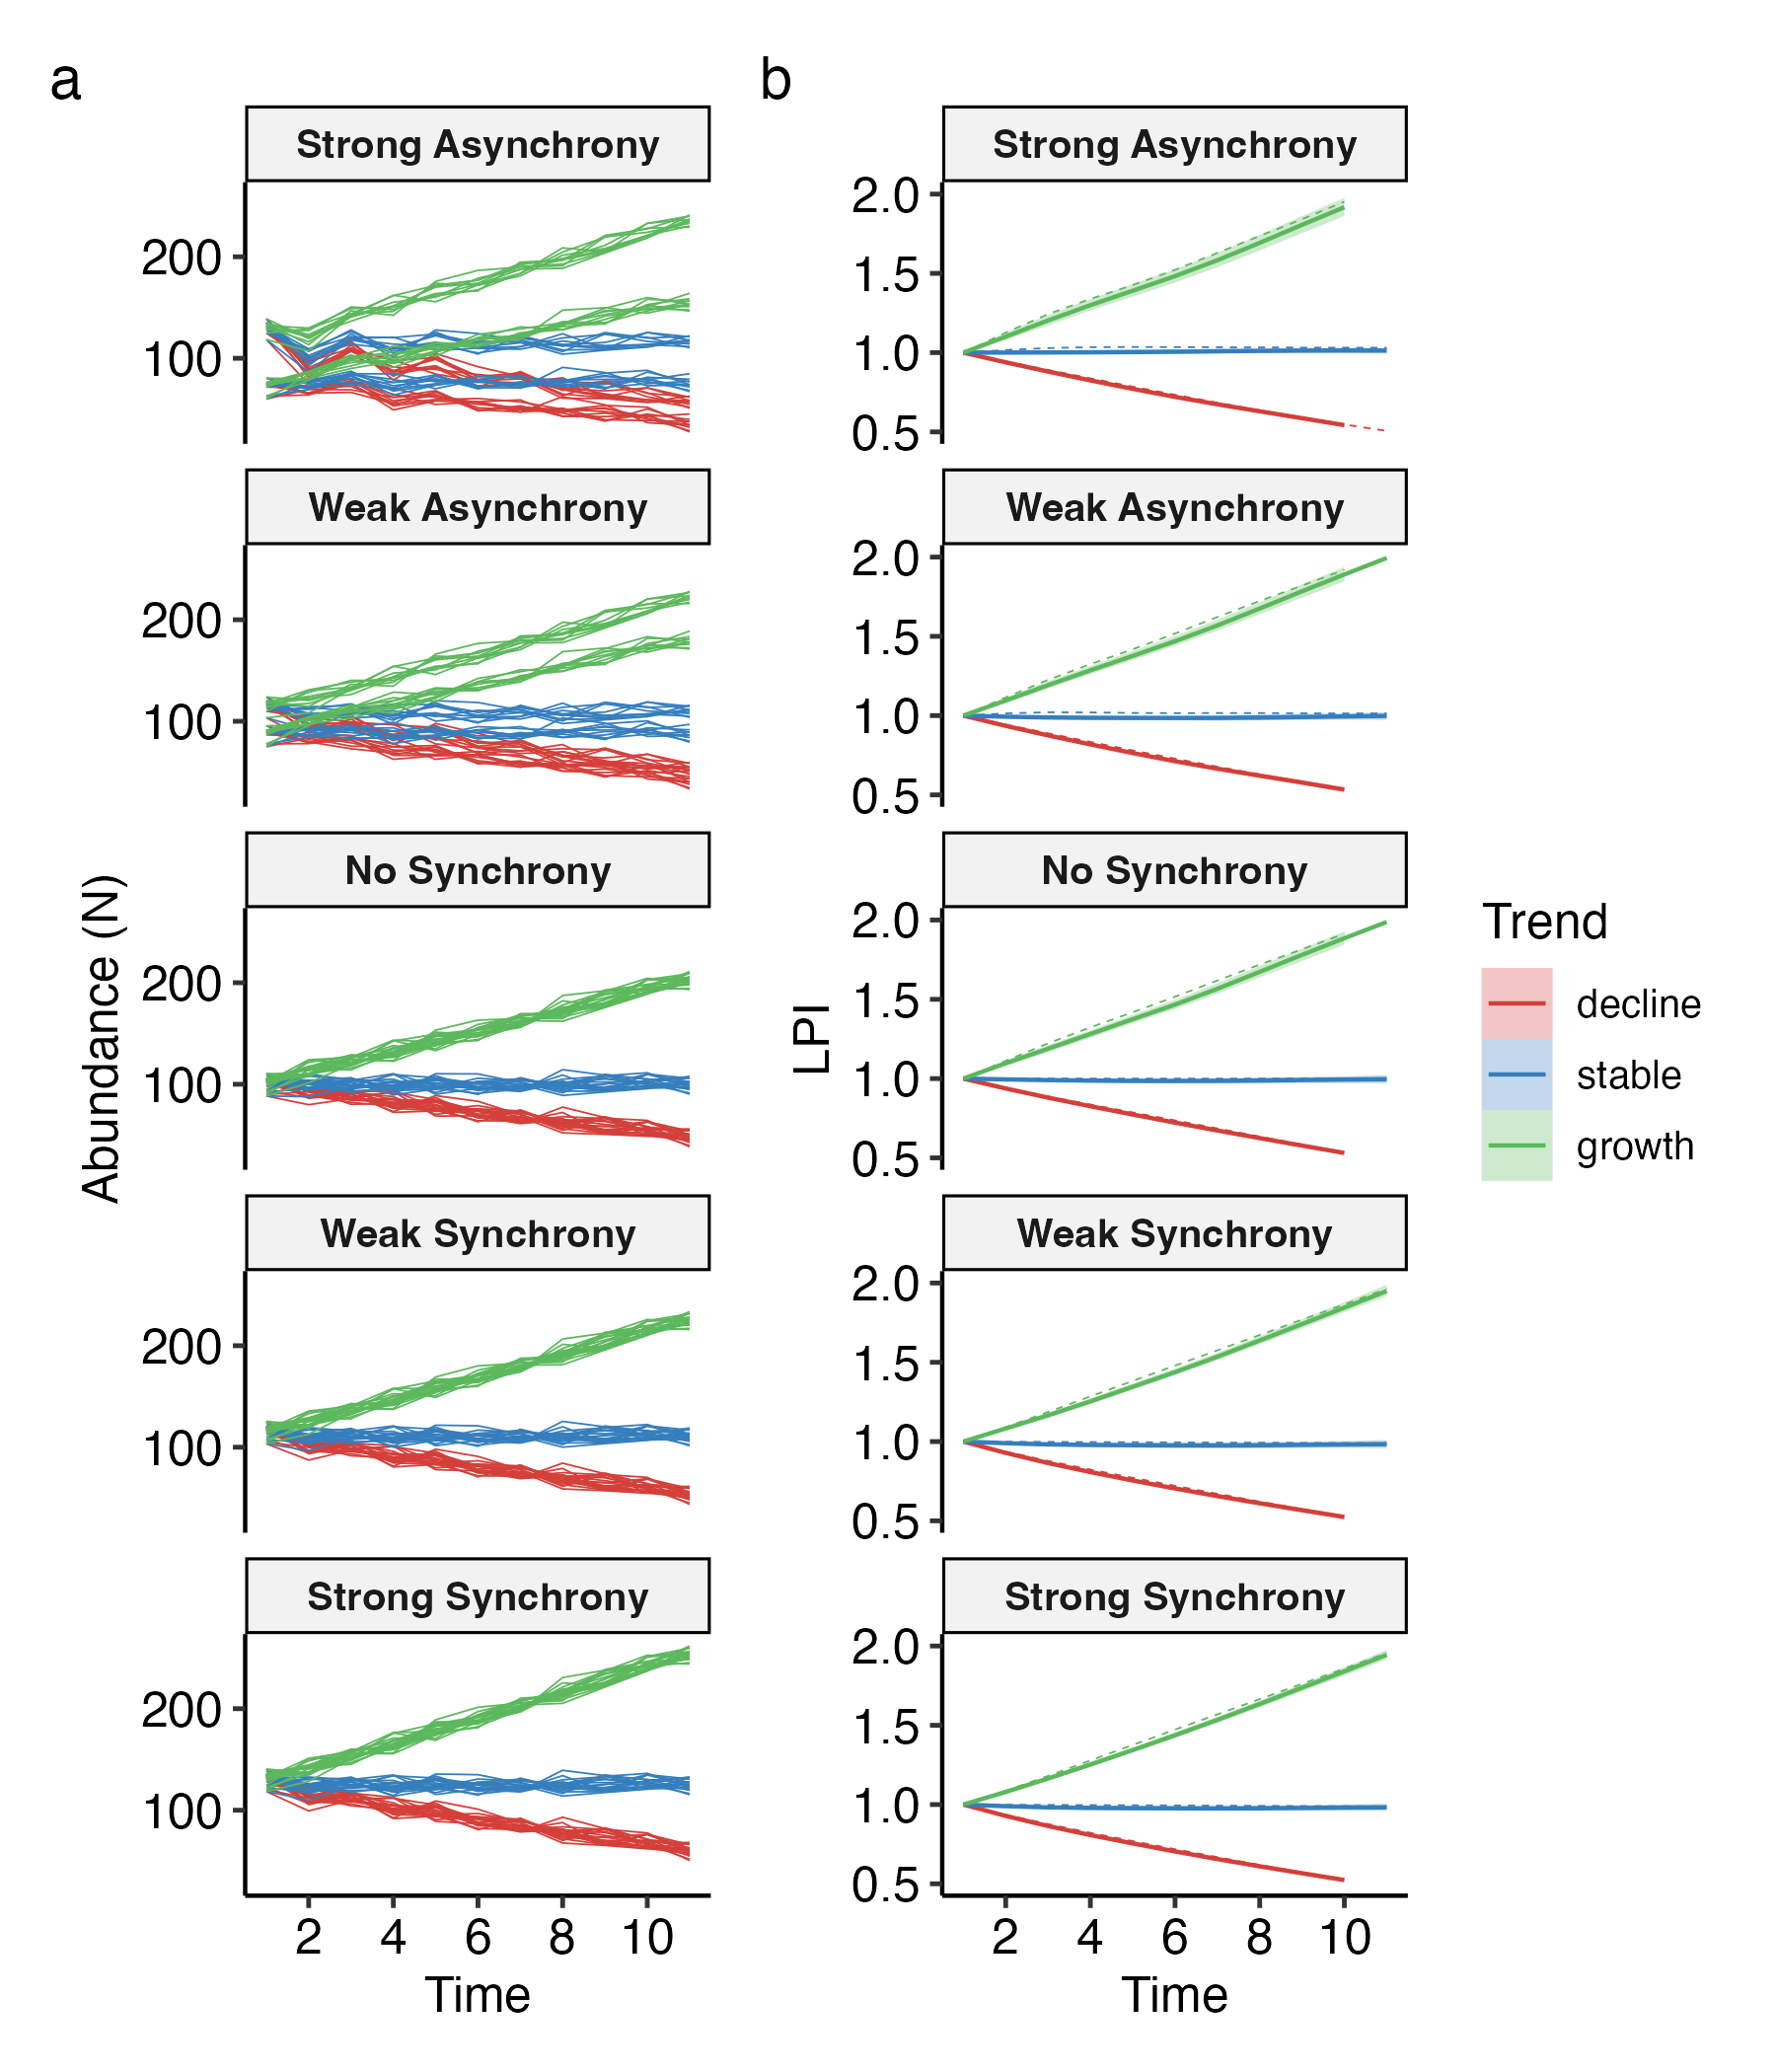 a
b
Strong Asynchrony
Strong Asynchrony
200
100
2.0
1.5
1.0
0.5
Weak Asynchrony
Weak Asynchrony
200
100
2.0
1.5
1.0
0.5
No Synchrony
No Synchrony
200
100
2.0
1.5
1.0
0.5
Weak Synchrony
Weak Synchrony
200
100
2.0
1.5
1.0
0.5
Strong Synchrony
Strong Synchrony
200
100
2.0
1.5
1.0
0.5
2 4 6 8 10
2 4 6 8 10
Time
Time
Abundance (N)
LPI
Trend
decline
stable
growth